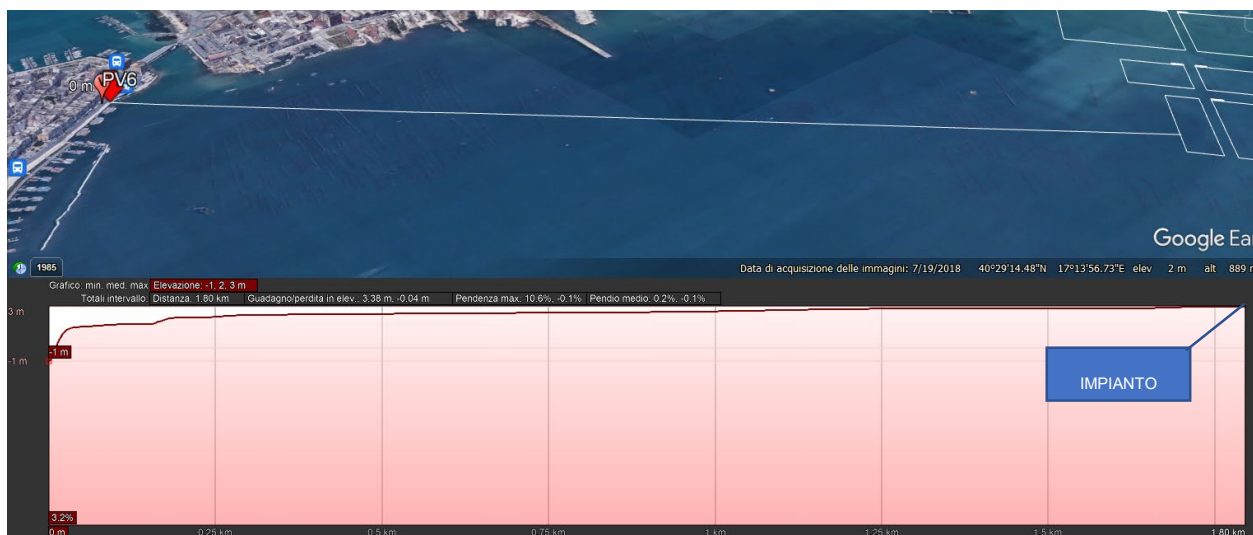 0 m
PV6
Google Ear
1985
Data di acquisizione delle immagini: 7/19/2018 40°29'14.48"N 17°13'56.73"E elev 2 m alt 889 m
Grafico: min. med. max Elevazione: -1, 2, 3 m
Totali intervallo: Distanza: 1.80 km Guadagno/perdita in elev.: 3.38 m, -0.04 m Pendenza max: 10.6%, -0.1% Pendio medio: 0.2%, -0.1%
3 m
-1 m
-1 m
IMPIANTO
3.2%
0 m 0.25 km 0.5 km 0.75 km 1 km 1.25 km 1.5 km 1.80 km